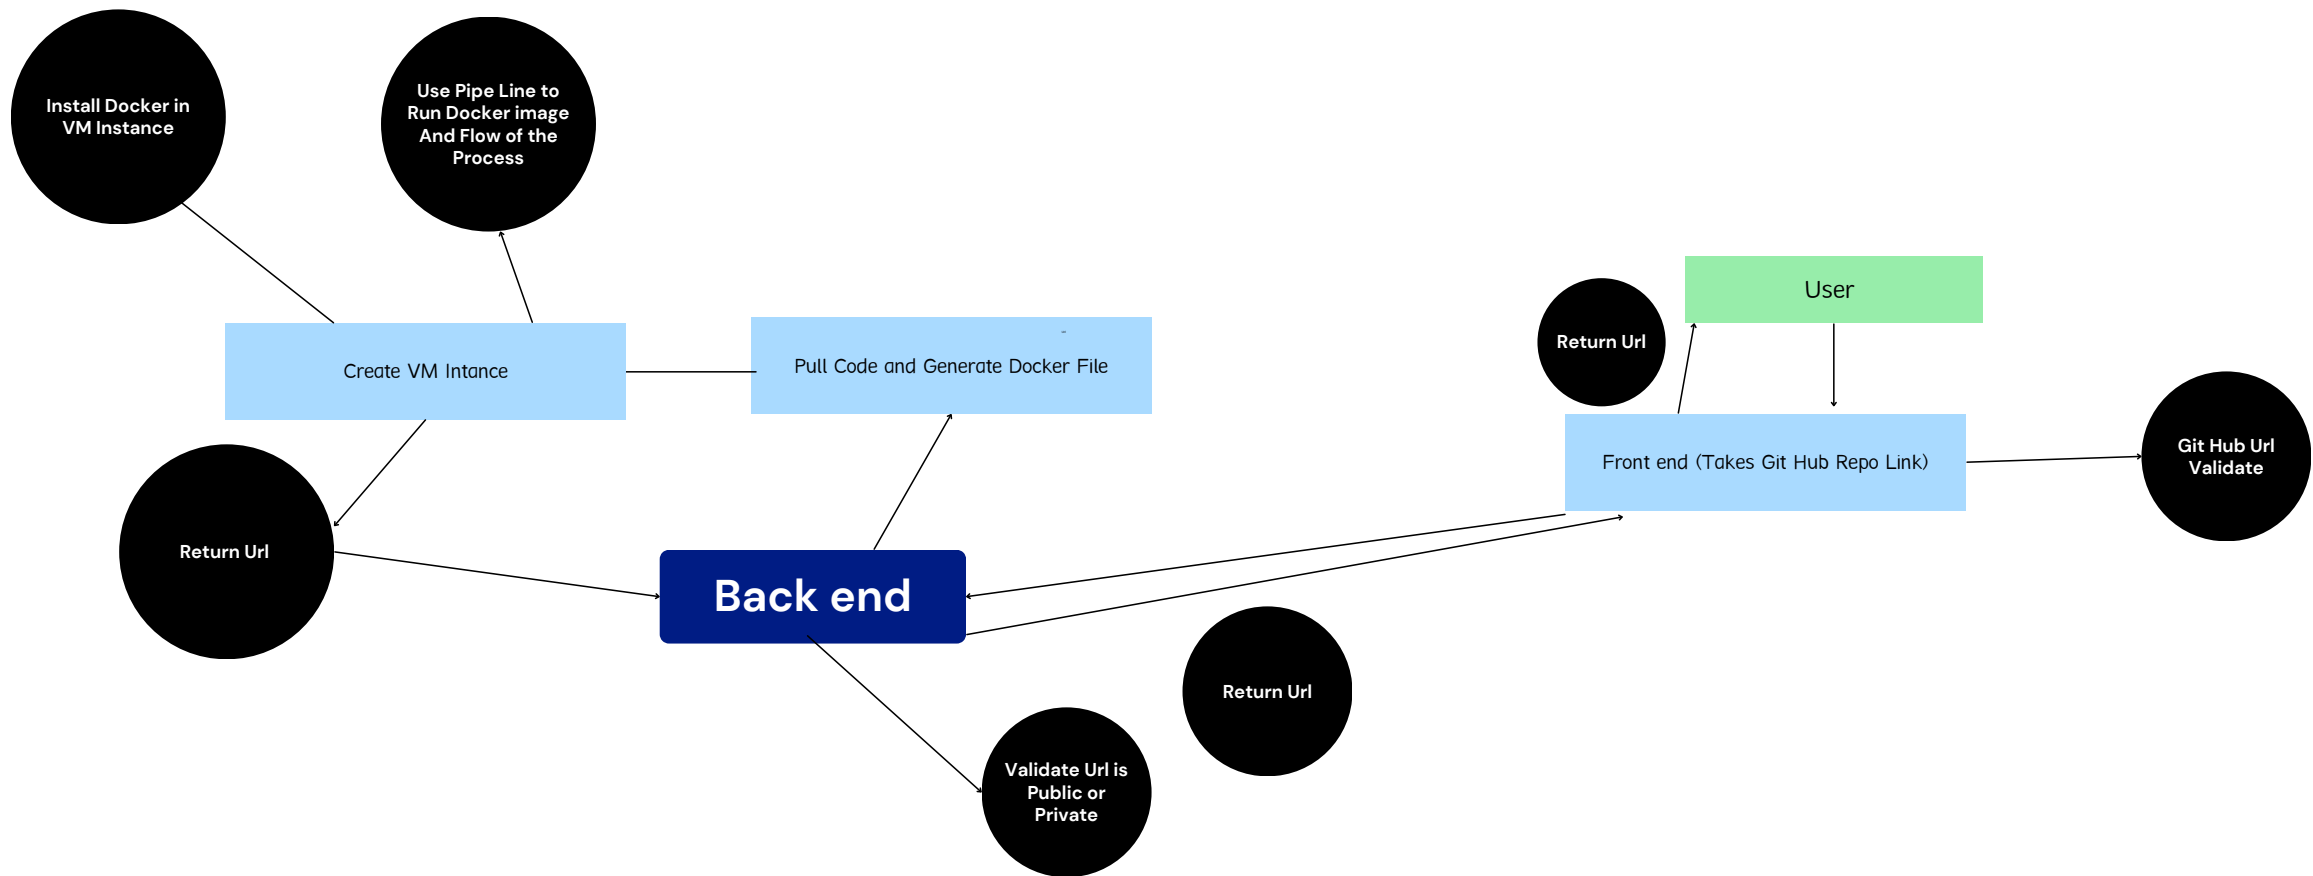 Install Docker in
VM Instance
Use Pipe Line to
Run Docker image
And Flow of the
Process
User
Return Url
Create VM Intance
Pull Code and Generate Docker File
-
Front end (Takes Git Hub Repo Link)
Git Hub Url
Validate
Return Url
Back end
Return Url
Validate Url is
Public or
Private